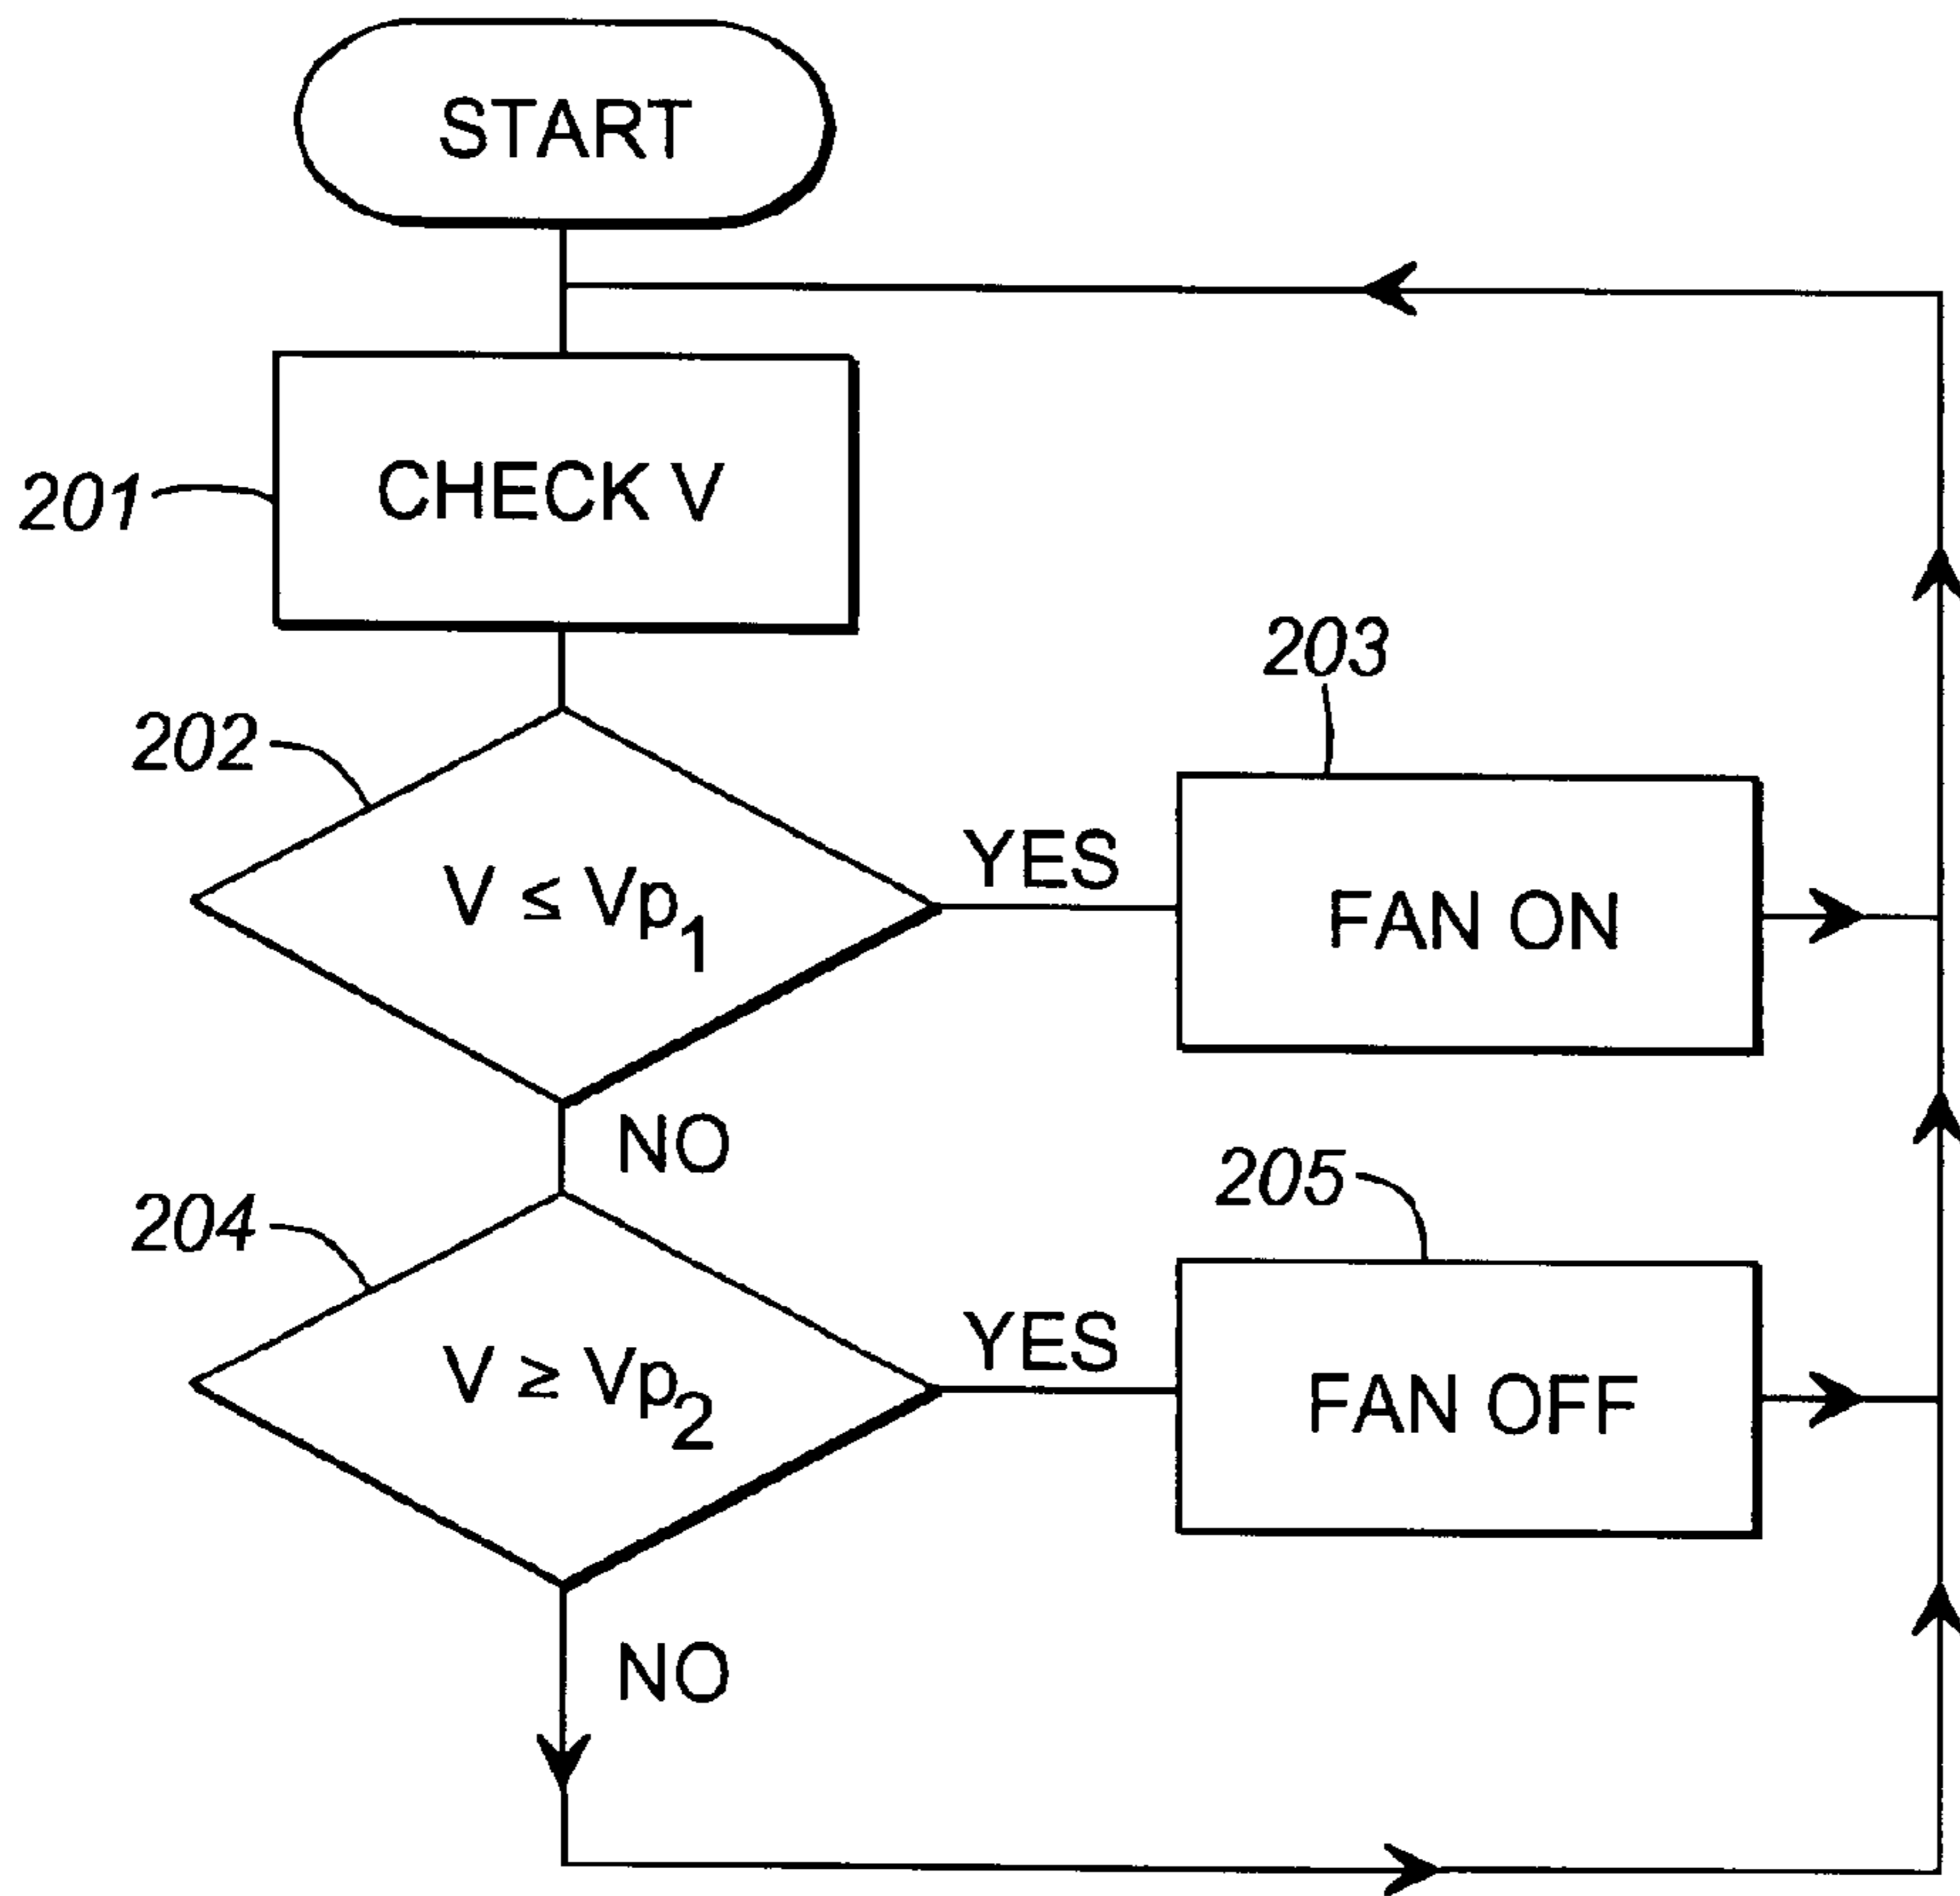 START
CHECK V
201
203
202
V ≤ Vp1
YES
FAN ON
NO
205
204
V ≥ Vp2
YES
FAN OFF
NO